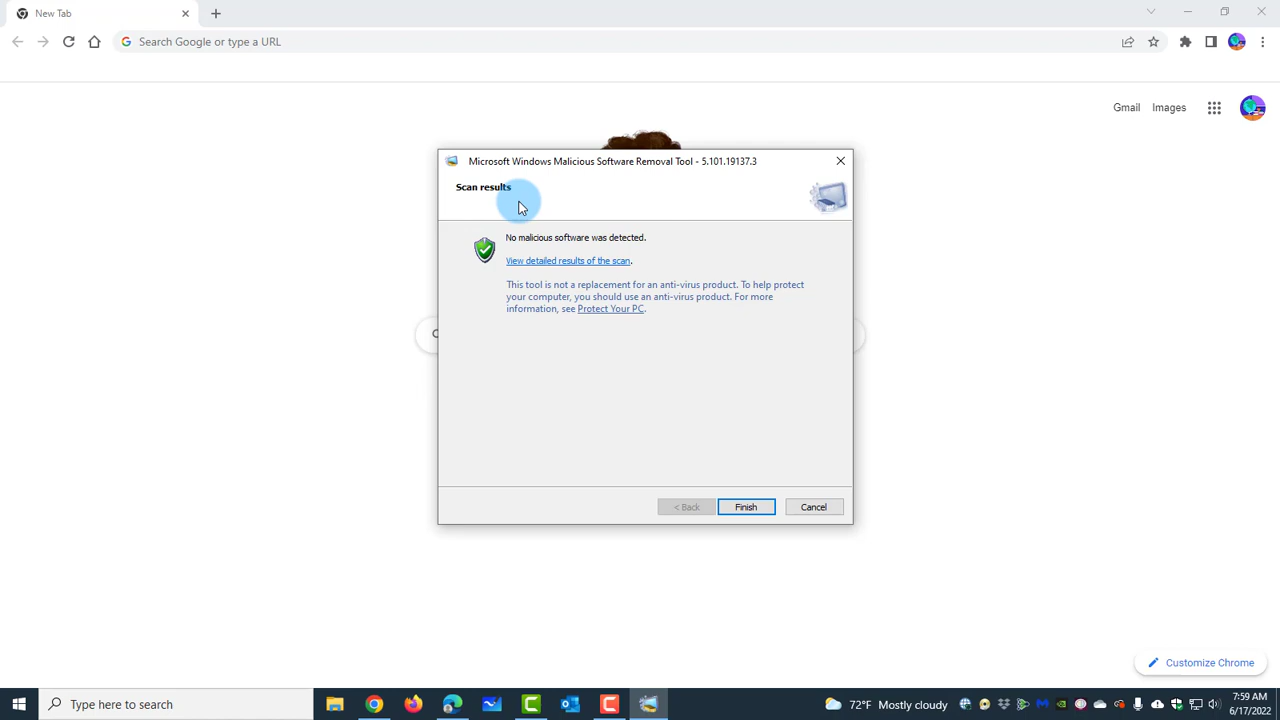 New Tab
Search Google or type a URL
Gmail Images
Microsoft Windows Malicious Software Removal Tool - 5.101.19137.3
Scan results
No malicious software was detected.
View detailed results of the scan.
This tool is not a replacement for an anti-virus product. To help protect
your computer, you should use an anti-virus product. For more
information, see Protect Your PC.
< Back Finish Cancel
Customize Chrome
Type here to search
72°F Mostly cloudy
7:59 AM
6/17/2022